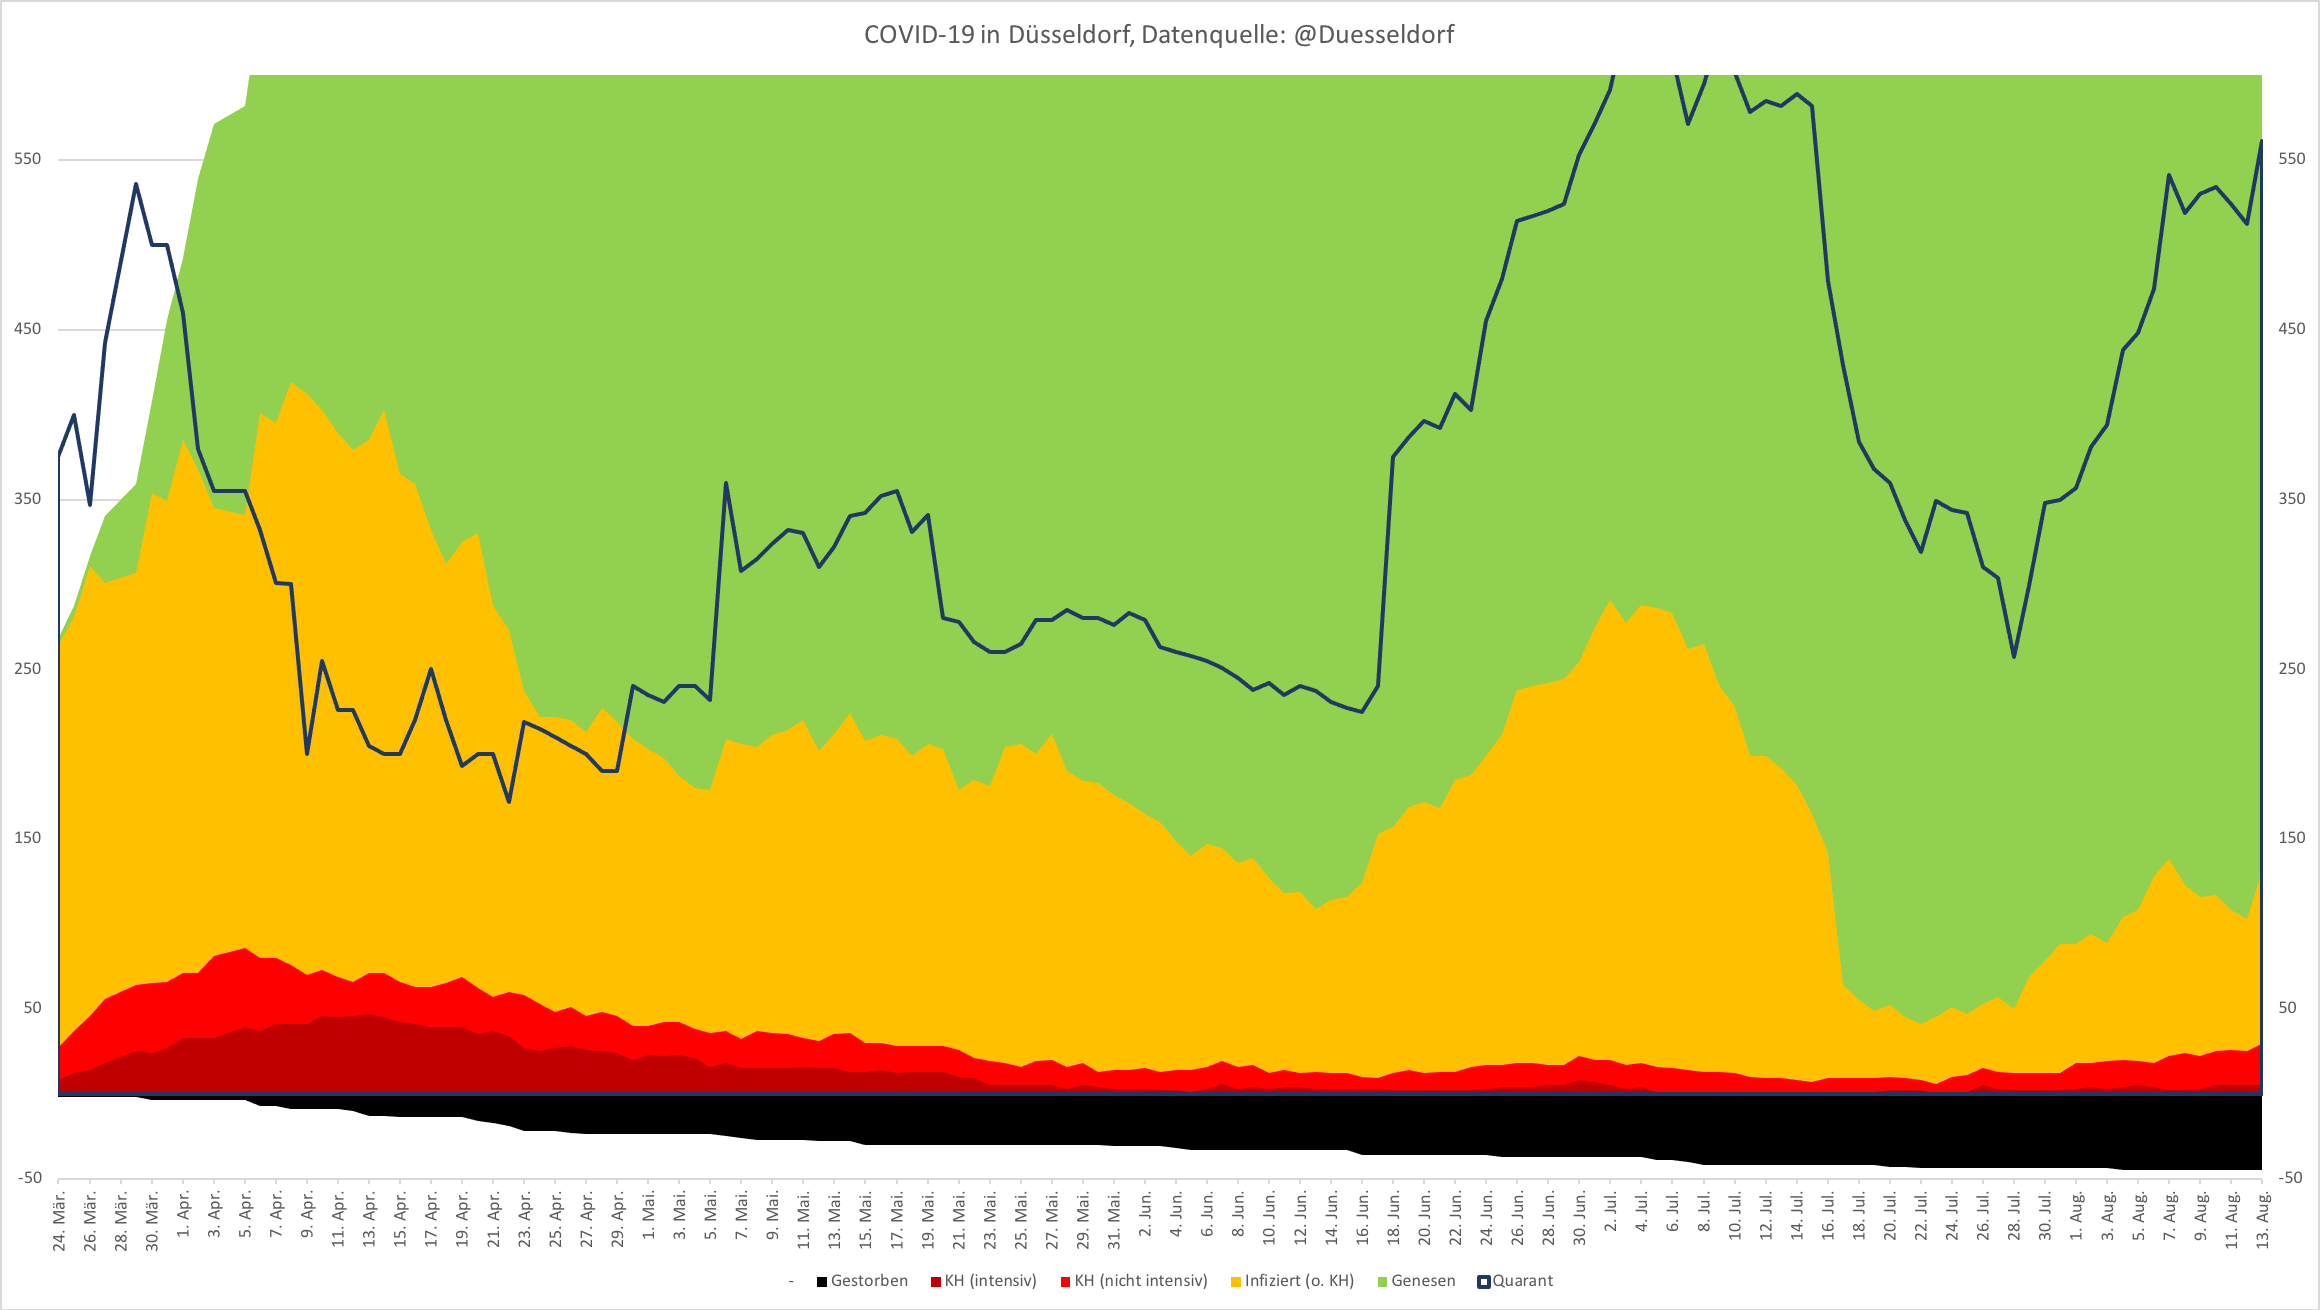 COVID-19 in Düsseldorf, Datenquelle: @Duesseldorf
550 550
450 450
350 350
250 250
150 150
50 50
-50 -50
24. Mär. 26. Mär. 28. Mär. 30. Mär. 1. Apr. 3. Apr. 5. Apr. 7. Apr. 9. Apr. 11. Apr. 13. Apr. 15. Apr. 17. Apr. 19. Apr. 21. Apr. 23. Apr. 25. Apr. 27. Apr. 29. Apr. 1. Mai. 3. Mai. 5. Mai. 7. Mai. 9. Mai. 11. Mai. 13. Mai. 15. Mai. 17. Mai. 19. Mai. 21. Mai. 23. Mai. 25. Mai. 27. Mai. 29. Mai. 31. Mai. 2. Jun. 4. Jun. 6. Jun. 8. Jun. 10. Jun. 12. Jun. 14. Jun. 16. Jun. 18. Jun. 20. Jun. 22. Jun. 24. Jun. 26. Jun. 28. Jun. 30. Jun. 2. Jul. 4. Jul. 6. Jul. 8. Jul. 10. Jul. 12. Jul. 14. Jul. 16. Jul. 18. Jul. 20. Jul. 22. Jul. 24. Jul. 26. Jul. 28. Jul. 30. Jul. 1. Aug. 3. Aug. 5. Aug. 7. Aug. 9. Aug. 11. Aug. 13. Aug.
- Gestorben KH (intensiv) KH (nicht intensiv) Infiziert (o. KH) Genesen Quarant